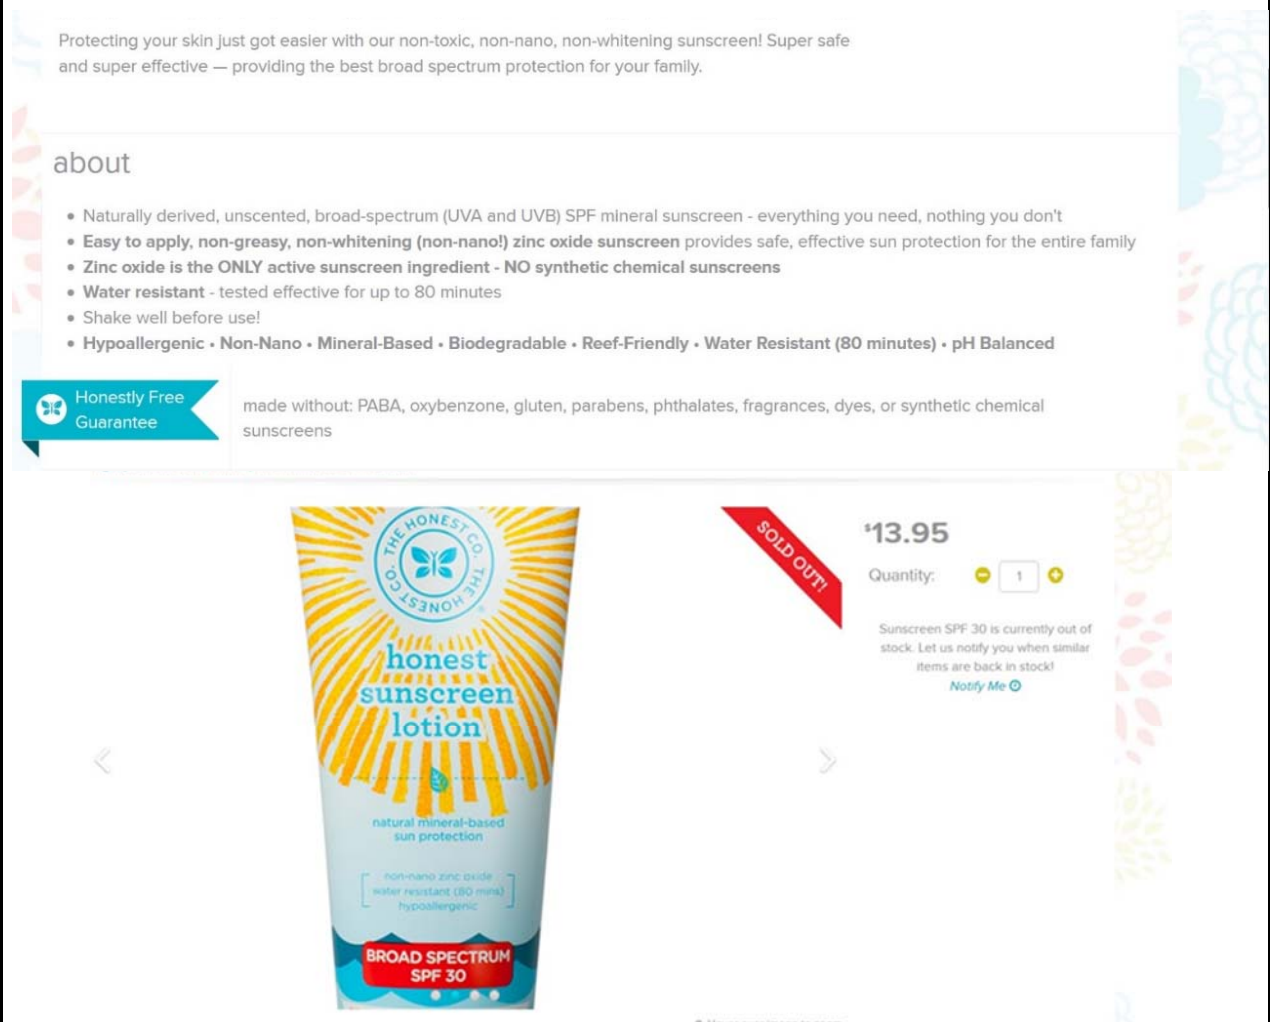 Protecting your skin just got easier with our non-toxic, non-nano, non-whitening sunscreen! Super safe
and super effective — providing the best broad spectrum protection for your family.
about
• Naturally derived, unscented, broad-spectrum (UVA and UVB) SPF mineral sunscreen - everything you need, nothing you don't
• Easy to apply, non-greasy, non-whitening (non-nano!) zinc oxide sunscreen provides safe, effective sun protection for the entire family
• Zinc oxide is the ONLY active sunscreen ingredient - NO synthetic chemical sunscreens
• Water resistant - tested effective for up to 80 minutes
• Shake well before use!
• Hypoallergenic • Non-Nano • Mineral-Based • Biodegradable • Reef-Friendly • Water Resistant (80 minutes) • pH Balanced
Honestly Free
Guarantee
made without: PABA, oxybenzone, gluten, parabens, phthalates, fragrances, dyes, or synthetic chemical
sunscreens
THE HONEST CO. THE HONEST CO.
honest
sunscreen
lotion
natural mineral-based
sun protection
non-nano zinc oxide
water resistant (80 mins)
hypoallergenic
BROAD SPECTRUM
SPF 30
SOLD OUT!
$13.95
Quantity:
1
Sunscreen SPF 30 is currently out of
stock. Let us notify you when similar
items are back in stock!
Notify Me